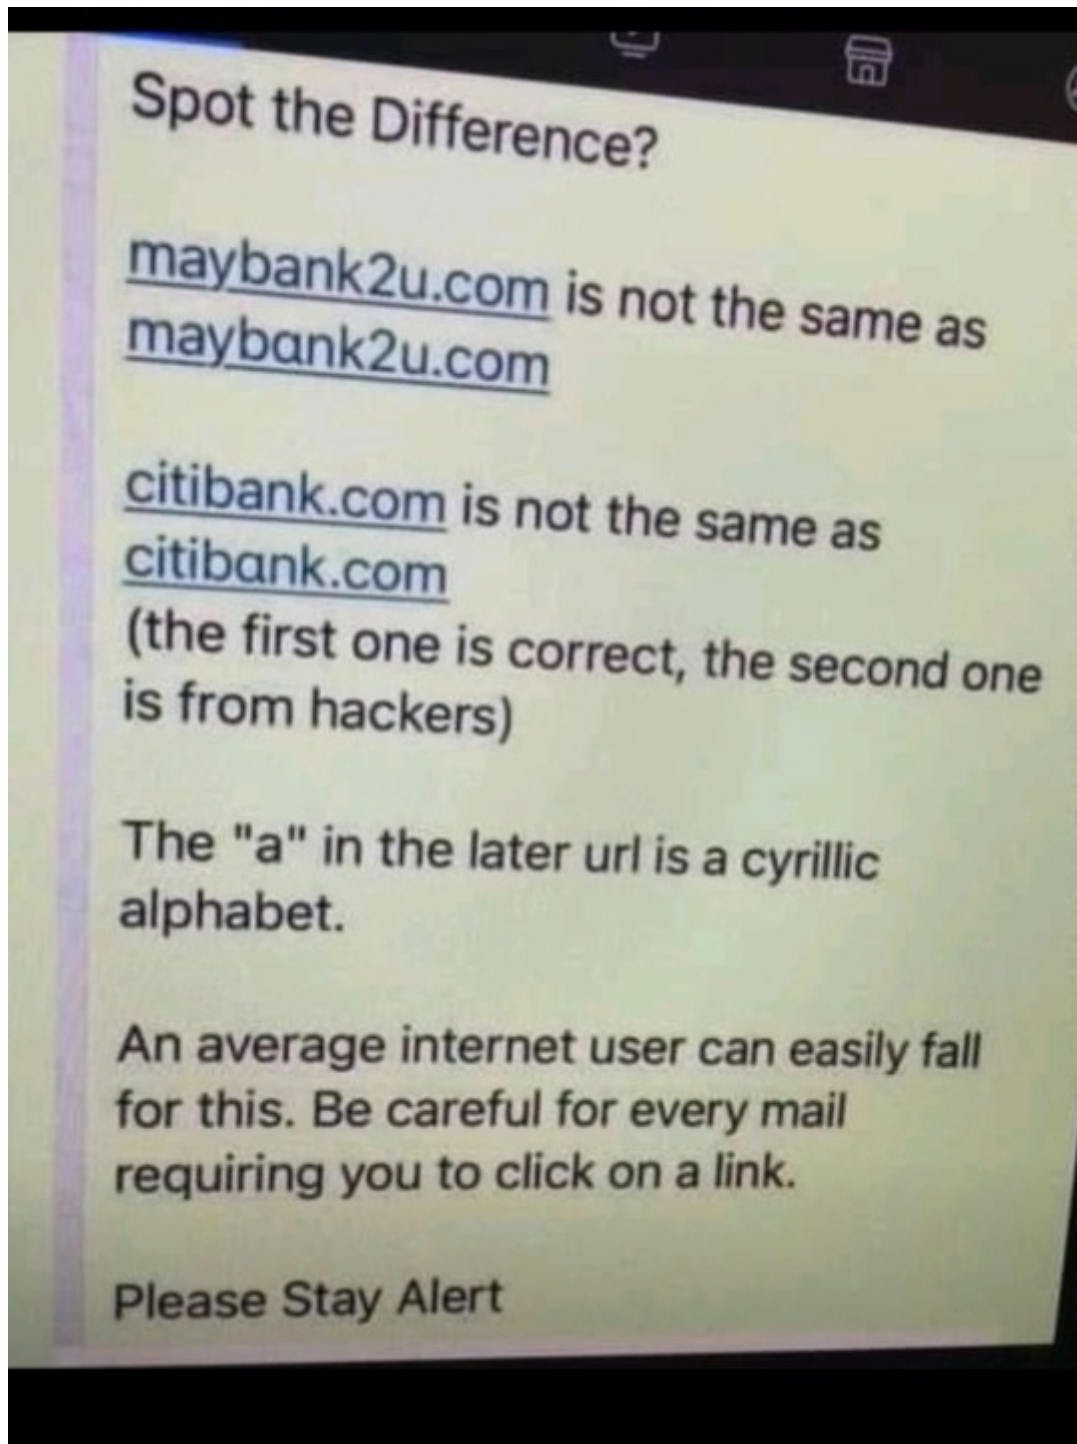 Spot the Difference?
maybank2u.com is not the same as
maybɑnk2u.com
citibank.com is not the same as
citibɑnk.com
(the first one is correct, the second one
is from hackers)
The "a" in the later url is a cyrillic
alphabet.
An average internet user can easily fall
for this. Be careful for every mail
requiring you to click on a link.
Please Stay Alert